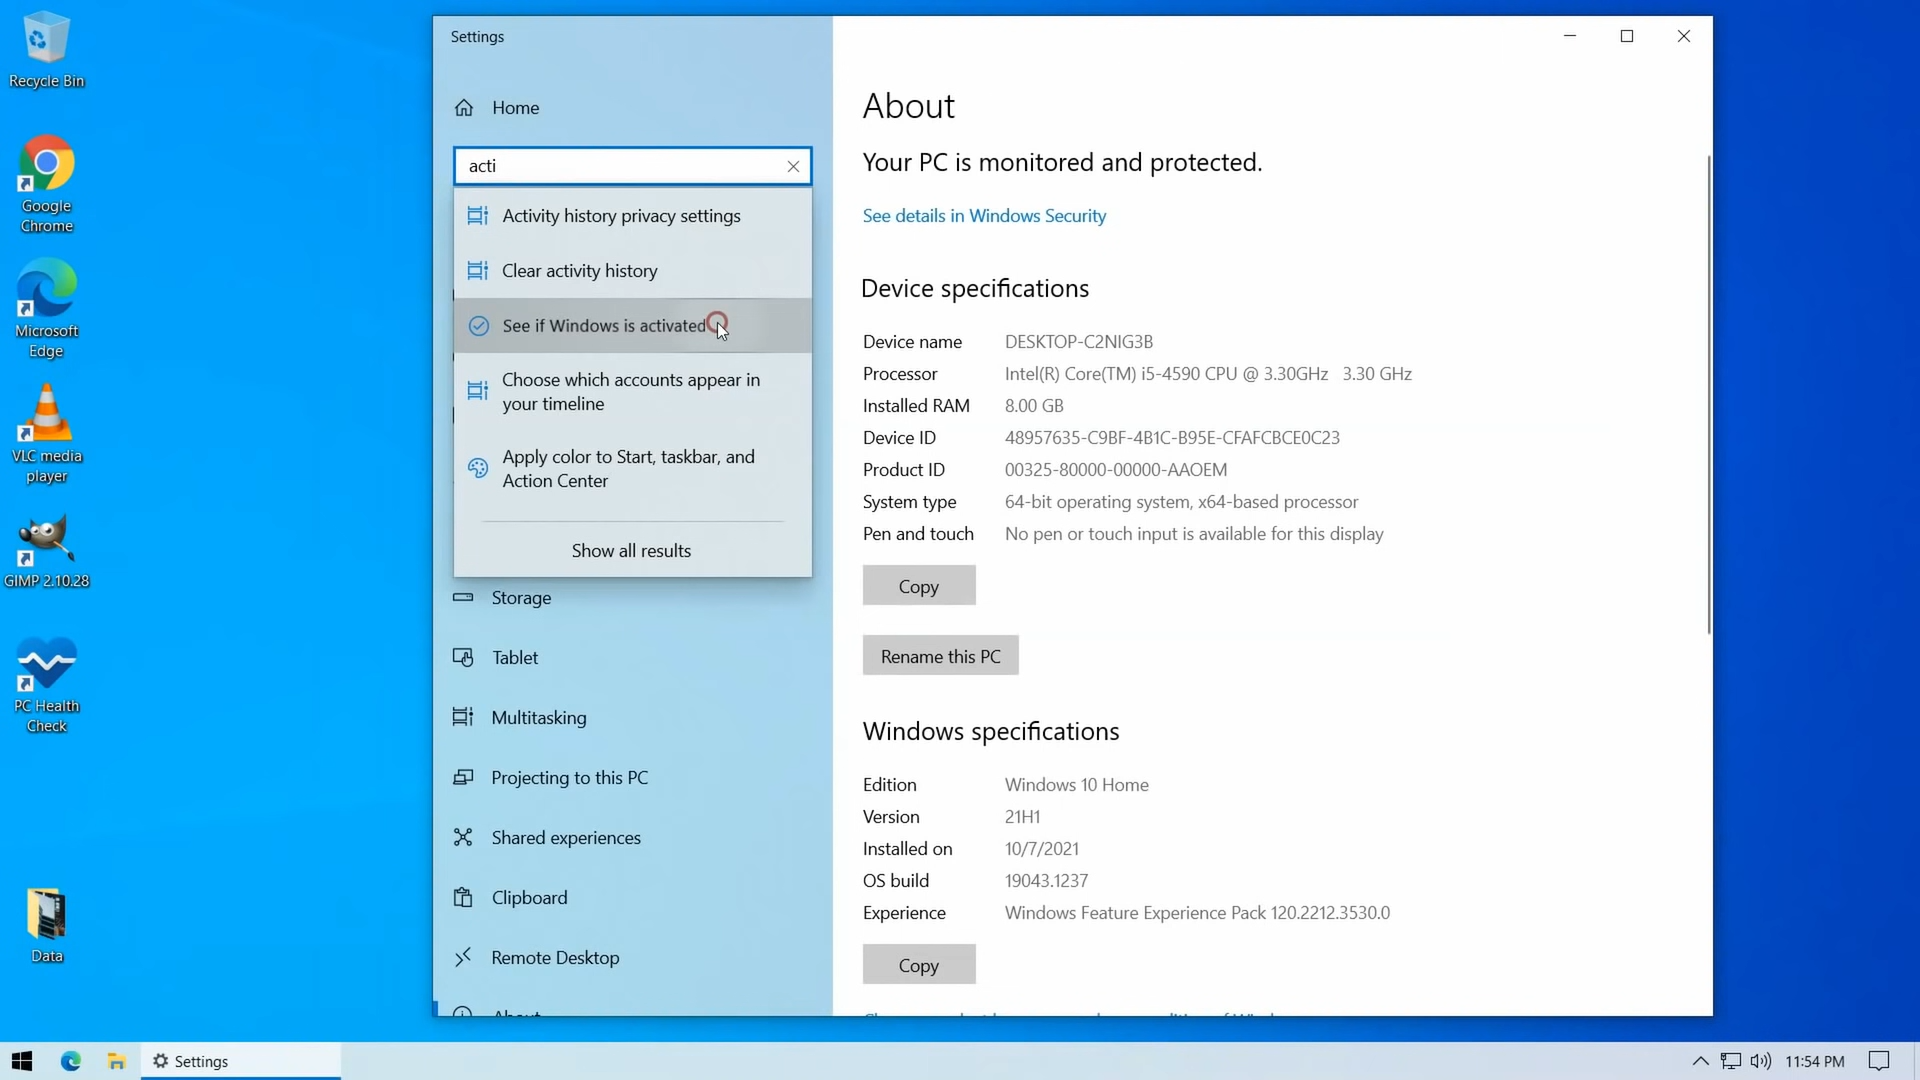 Recycle Bin
Google
Chrome
Microsoft
Edge
VLC media
player
GIMP 2.10.28
PC Health
Check
Data
Settings
Home
acti
Activity history privacy settings
Clear activity history
See if Windows is activated
Choose which accounts appear in
your timeline
Apply color to Start, taskbar, and
Action Center
Show all results
Storage
Tablet
Multitasking
Projecting to this PC
Shared experiences
Clipboard
Remote Desktop
About
About
Your PC is monitored and protected.
See details in Windows Security
Device specifications
Device name DESKTOP-C2NIG3B
Processor Intel(R) Core(TM) i5-4590 CPU @ 3.30GHz 3.30 GHz
Installed RAM 8.00 GB
Device ID 48957635-C9BF-4B1C-B95E-CFAFCBCE0C23
Product ID 00325-80000-00000-AAOEM
System type 64-bit operating system, x64-based processor
Pen and touch No pen or touch input is available for this display
Copy
Rename this PC
Windows specifications
Edition Windows 10 Home
Version 21H1
Installed on 10/7/2021
OS build 19043.1237
Experience Windows Feature Experience Pack 120.2212.3530.0
Copy
Settings
11:54 PM